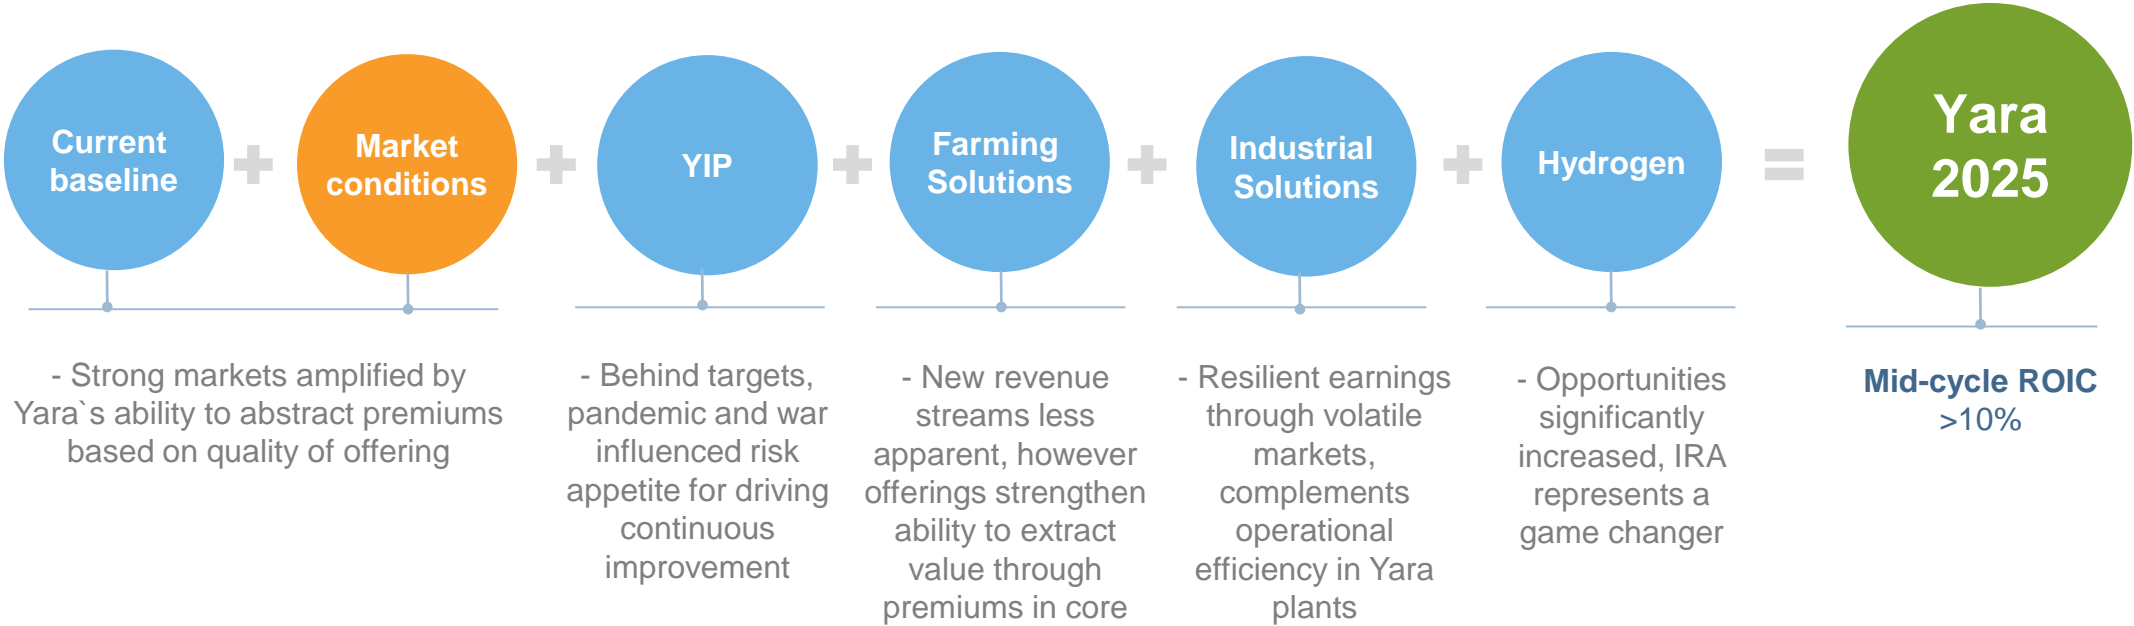 Current
baseline
Market
conditions
YIP
Farming
Solutions
Industrial
Solutions
Hydrogen
Yara
2025
- Strong markets amplified by
Yara`s ability to abstract premiums
based on quality of offering
- Behind targets,
pandemic and war
influenced risk
appetite for driving
continuous
improvement
- New revenue
streams less
apparent, however
offerings strengthen
ability to extract
value through
premiums in core
- Resilient earnings
through volatile
markets,
complements
operational
efficiency in Yara
plants
- Opportunities
significantly
increased, IRA
represents a
game changer
Mid-cycle ROIC
>10%